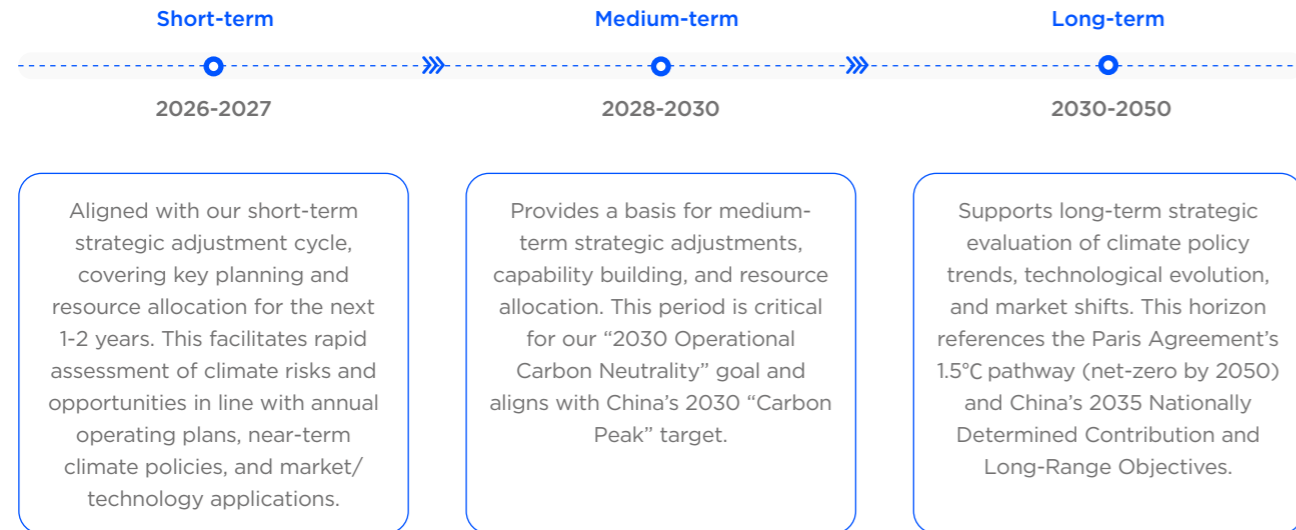 Short-term
Medium-term
Long-term
2026-2027
2028-2030
2030-2050
Aligned with our short-term
strategic adjustment cycle,
covering key planning and
resource allocation for the next
1-2 years. This facilitates rapid
assessment of climate risks and
opportunities in line with annual
operating plans, near-term
climate policies, and market/
technology applications.
Provides a basis for medium-
term strategic adjustments,
capability building, and resource
allocation. This period is critical
for our “2030 Operational
Carbon Neutrality” goal and
aligns with China’s 2030 “Carbon
Peak” target.
Supports long-term strategic
evaluation of climate policy
trends, technological evolution,
and market shifts. This horizon
references the Paris Agreement’s
1.5℃ pathway (net-zero by 2050)
and China’s 2035 Nationally
Determined Contribution and
Long-Range Objectives.